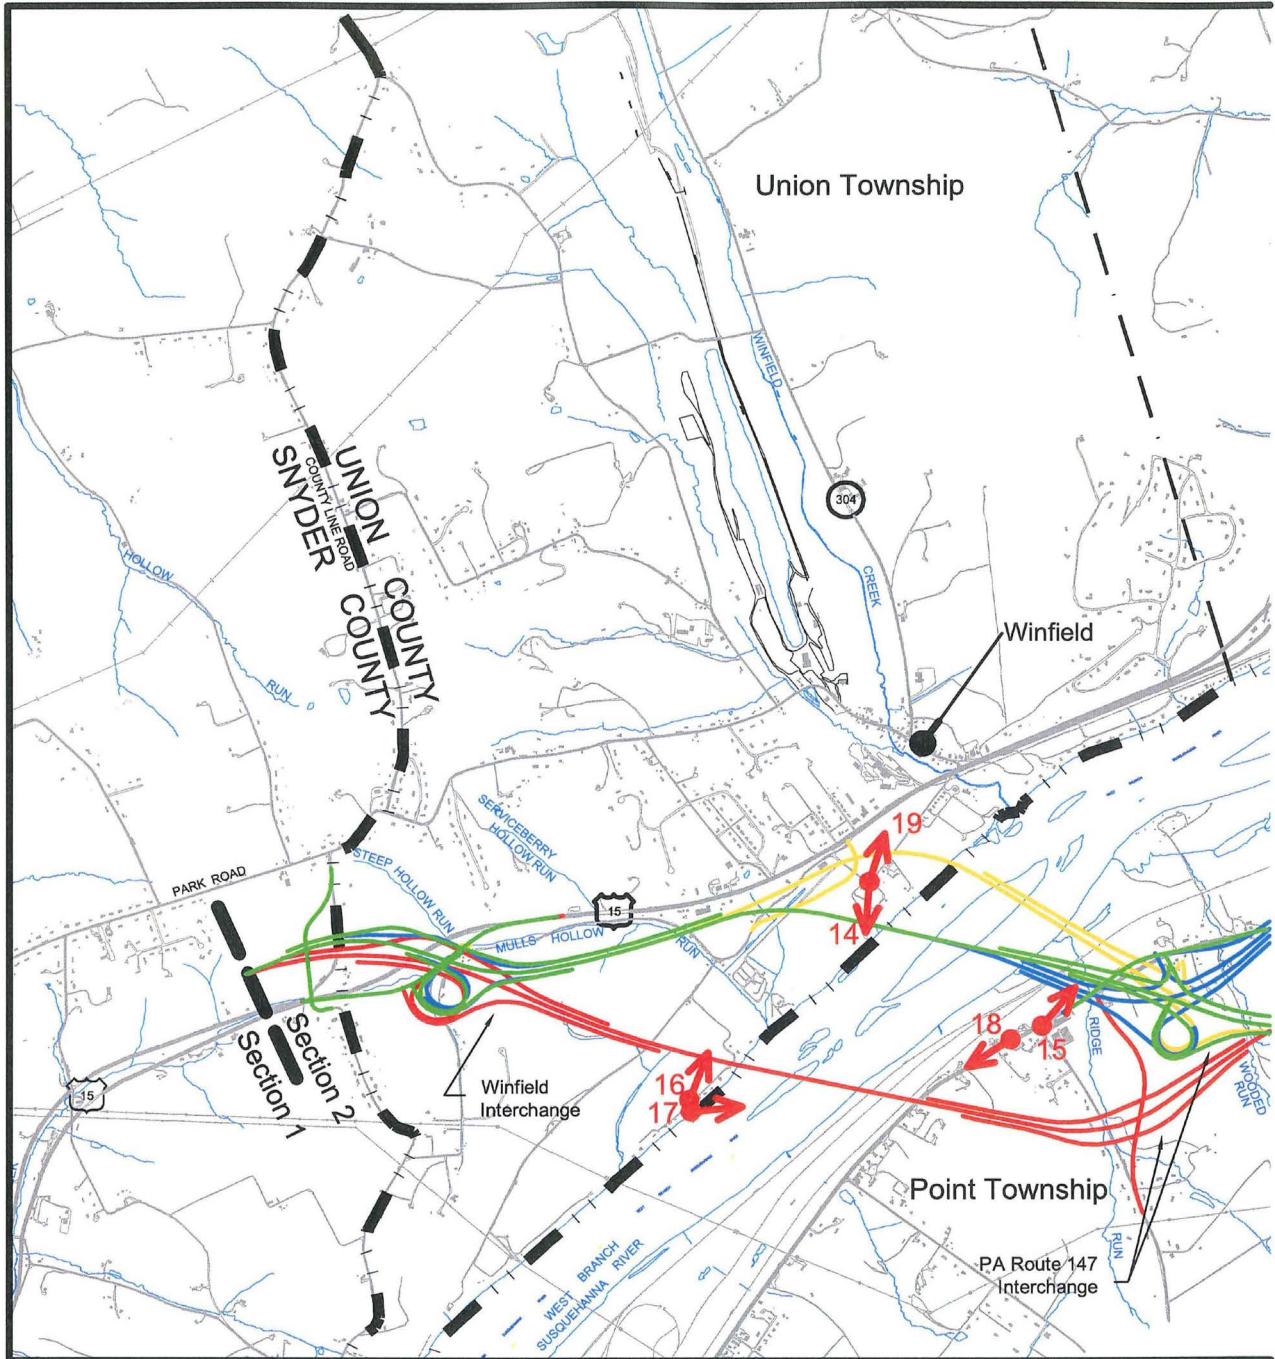 Union Township
WINFIELD
304
UNION
COUNTY LINE ROAD
SNYDER
HOLLOW
CREEK
COUNTY
COUNTY
Winfield
RUN
SERVICEBERRY
HOLLOW RUN
19
STEEP HOLLOW RUN
PARK ROAD
15
MULLS HOLLOW
RUN
14
18
15
RIDGE
Section 2
Section 1
16
17
Winfield
Interchange
15
WOODED
RUN
Point Township
RUN
PA Route 147
Interchange
WEST BRANCH
SUSQUEHANNA RIVER